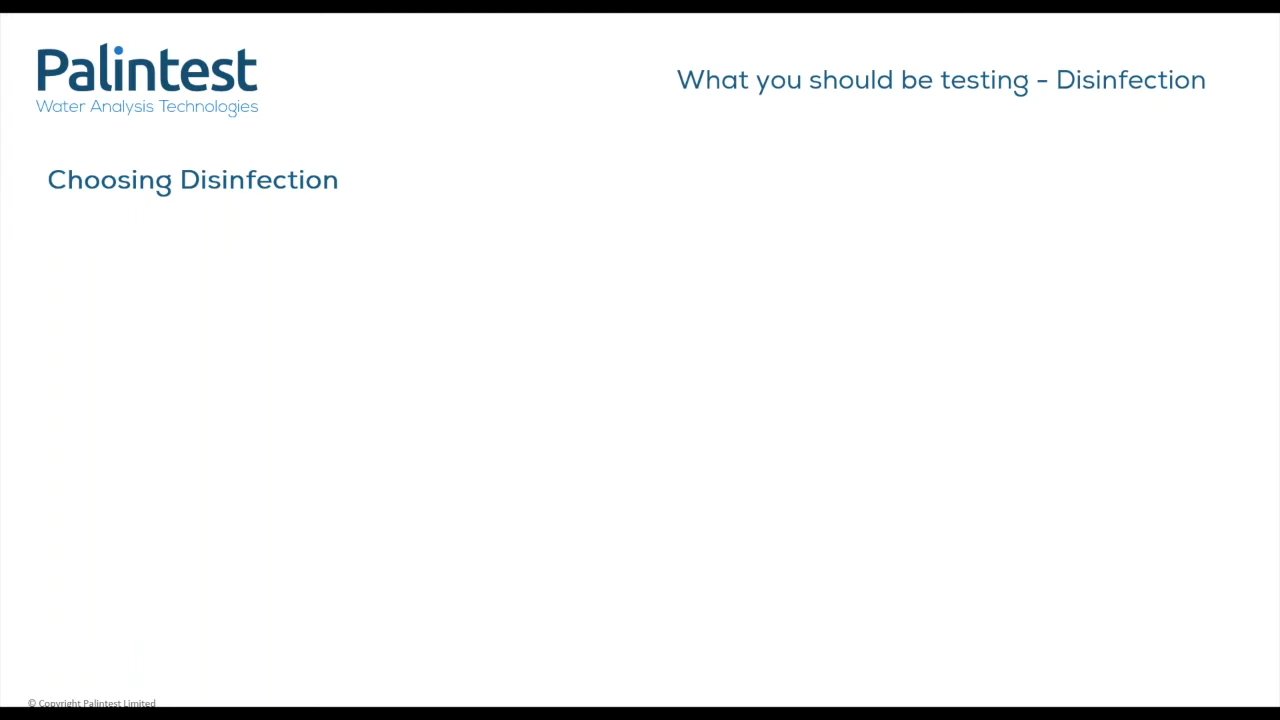 Palintest
Water Analysis Technologies
What you should be testing - Disinfection
Choosing Disinfection
© Copyright Palintest Limited